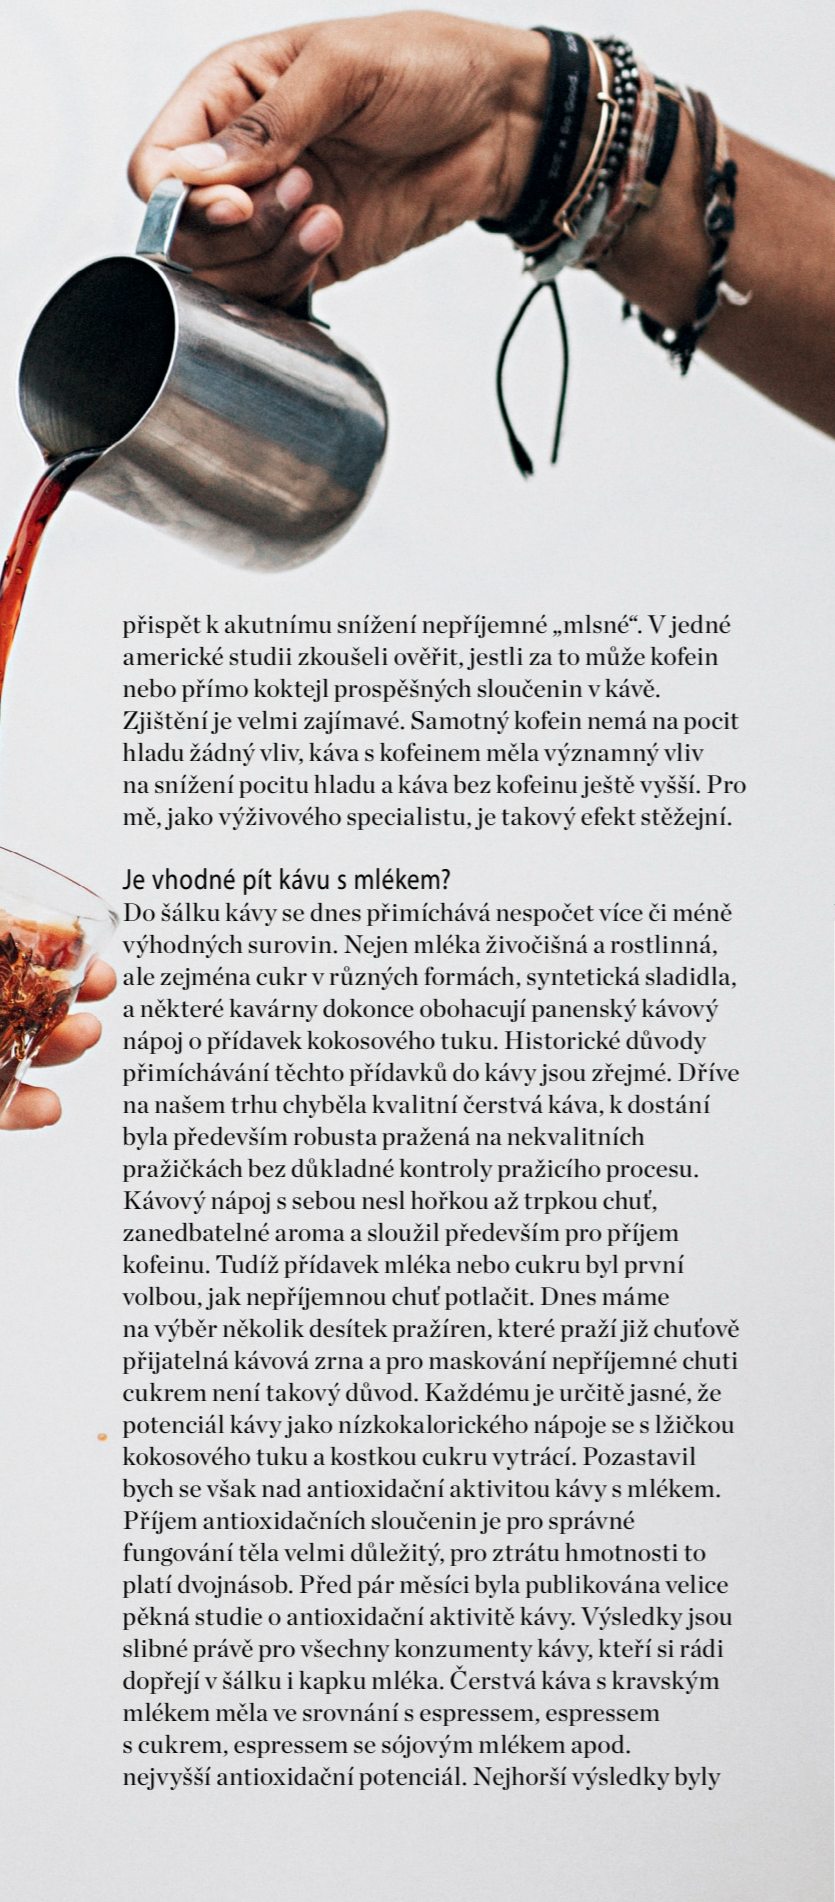 So Good.
přispět k akutnímu snížení nepříjemné „mlsné“. V jedné
americké studii zkoušeli ověřit, jestli za to může kofein
nebo přímo koktejl prospěšných sloučenin v kávě.
Zjištění je velmi zajímavé. Samotný kofein nemá na pocit
hladu žádný vliv, káva s kofeinem měla významný vliv
na snížení pocitu hladu a káva bez kofeinu ještě vyšší. Pro
mě, jako výživového specialistu, je takový efekt stěžejní.
Je vhodné pít kávu s mlékem?
Do šálku kávy se dnes přimíchává nespočet více či méně
výhodných surovin. Nejen mléka živočišná a rostlinná,
ale zejména cukr v různých formách, syntetická sladidla,
a některé kavárny dokonce obohacují panenský kávový
nápoj o přídavek kokosového tuku. Historické důvody
přimíchávání těchto přídavků do kávy jsou zřejmé. Dříve
na našem trhu chyběla kvalitní čerstvá káva, k dostání
byla především robusta pražená na nekvalitních
pražičkách bez důkladné kontroly pražicího procesu.
Kávový nápoj s sebou nesl hořkou až trpkou chuť,
zanedbatelné aroma a sloužil především pro příjem
kofeinu. Tudíž přídavek mléka nebo cukru byl první
volbou, jak nepříjemnou chuť potlačit. Dnes máme
na výběr několik desítek pražíren, které praží již chuťově
přijatelná kávová zrna a pro maskování nepříjemné chuti
cukrem není takový důvod. Každému je určitě jasné, že
potenciál kávy jako nízkokalorického nápoje se s lžičkou
kokosového tuku a kostkou cukru vytrácí. Pozastavil
bych se však nad antioxidační aktivitou kávy s mlékem.
Příjem antioxidačních sloučenin je pro správné
fungování těla velmi důležitý, pro ztrátu hmotnosti to
platí dvojnásob. Před pár měsíci byla publikována velice
pěkná studie o antioxidační aktivitě kávy. Výsledky jsou
slibné právě pro všechny konzumenty kávy, kteří si rádi
dopřejí v šálku i kapku mléka. Čerstvá káva s kravským
mlékem měla ve srovnání s espressem, espressem
s cukrem, espressem se sójovým mlékem apod.
nejvyšší antioxidační potenciál. Nejhorší výsledky byly